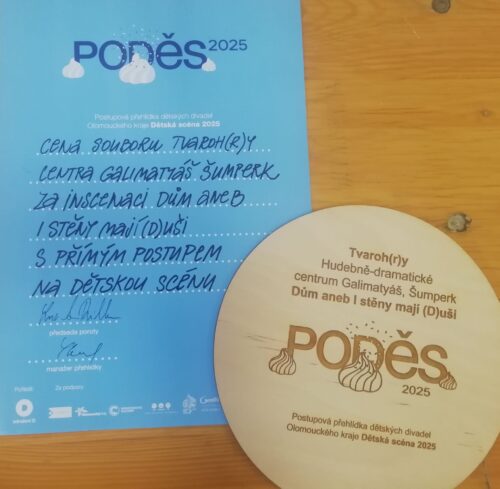 PODĚS 2025
Postupová přehlídka dětských divadel
Olomouckého kraje Dětská scéna 2025
CENA SOUBORU TVAROH(R)Y
CENTRA GALIMATYÁŠ ŠUMPERK
ZA INSCENACI DŮM ANEB
I STĚNY MAJÍ (D)UŠI
S PŘÍMÝM POSTUPEM
NA DĚTSKOU SCÉNU
předseda poroty
manažer přehlídky
Pořádá
Za podpory
Tvaroh(r)y
Hudebně-dramatické
centrum Galimatyáš, Šumperk
Dům aneb I stěny mají (D)uši
PODĚS
2025
Postupová přehlídka dětských divadel
Olomouckého kraje Dětská scéna 2025